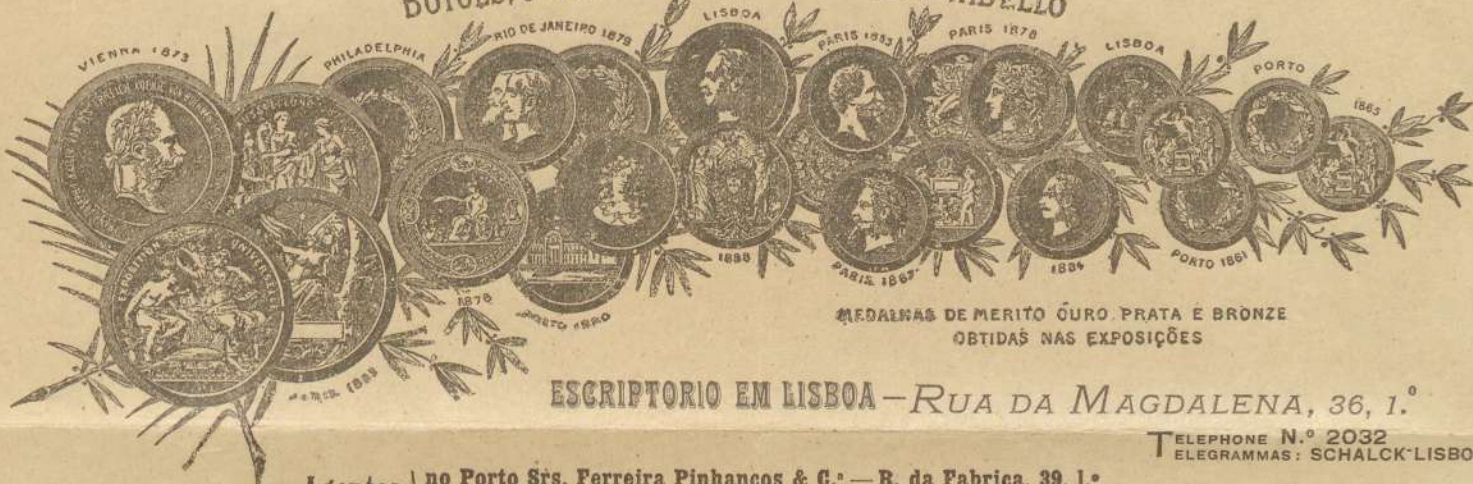 VIENNA 1873
PHILADELPHIA
RIO DE JANEIRO 1879
LISBOA
PARIS 1878
LISBOA
PORTO
1865
1876
1888
PARIS 1867
1884
PORTO 1861
MEDALHAS DE MERITO OURO PRATA E BRONZE
OBTIDAS NAS EXPOSIÇÕES
ESCRIPTORIO EM LISBOA – RUA DA MAGDALENA, 36, 1.º
TELEPHONE N.º 2032
TELEGRAMMAS: SCHALCK-LISBO
no Porto Srs. Ferreira Pinhanços & C.ª — R. da Fabrica, 39, 1.º